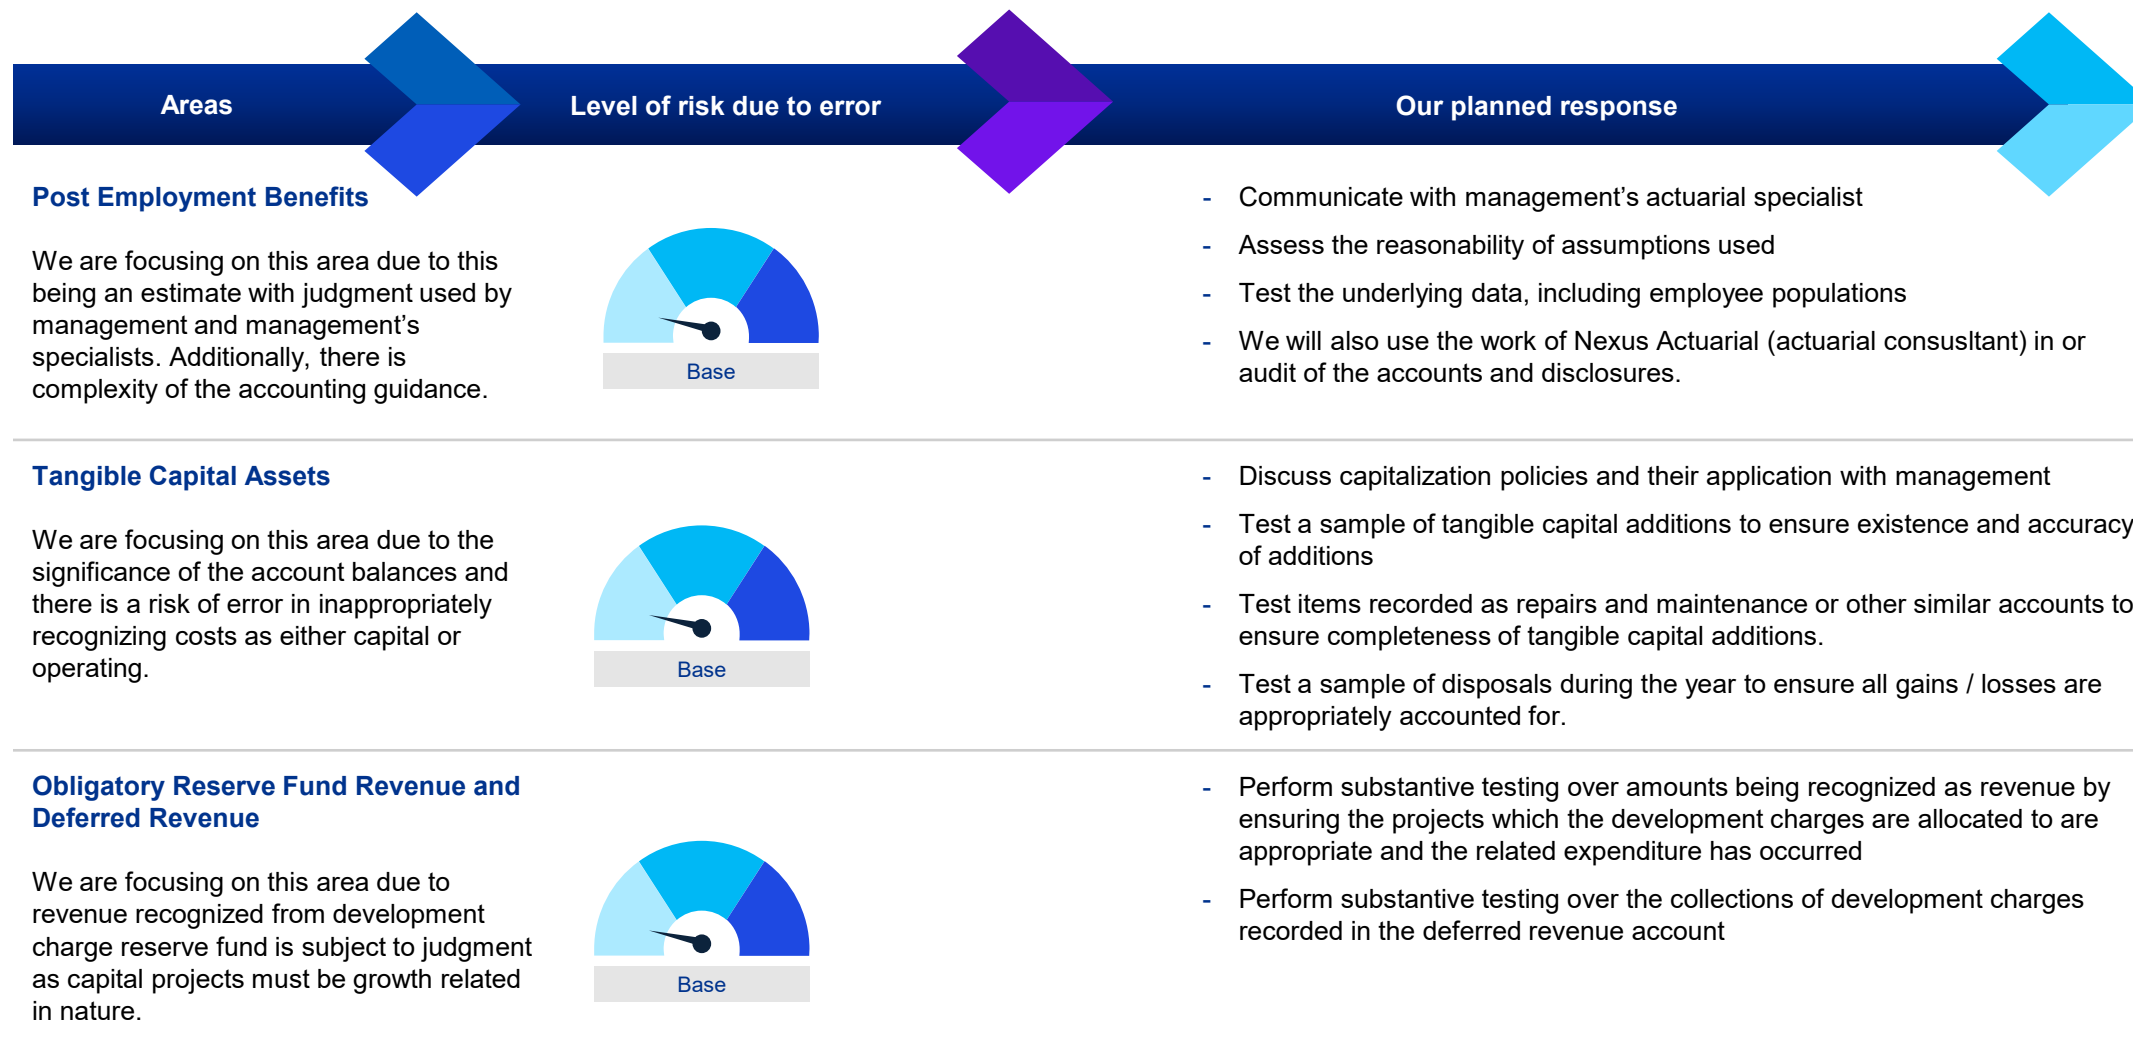 Areas
Level of risk due to error
Our planned response
Post Employment Benefits
We are focusing on this area due to this
being an estimate with judgment used by
management and management’s
specialists. Additionally, there is
complexity of the accounting guidance.
Base
- Communicate with management’s actuarial specialist
- Assess the reasonability of assumptions used
- Test the underlying data, including employee populations
- We will also use the work of Nexus Actuarial (actuarial consusltant) in or
audit of the accounts and disclosures.
Tangible Capital Assets
We are focusing on this area due to the
significance of the account balances and
there is a risk of error in inappropriately
recognizing costs as either capital or
operating.
Base
- Discuss capitalization policies and their application with management
- Test a sample of tangible capital additions to ensure existence and accuracy
of additions
- Test items recorded as repairs and maintenance or other similar accounts to
ensure completeness of tangible capital additions.
- Test a sample of disposals during the year to ensure all gains / losses are
appropriately accounted for.
Obligatory Reserve Fund Revenue and
Deferred Revenue
We are focusing on this area due to
revenue recognized from development
charge reserve fund is subject to judgment
as capital projects must be growth related
in nature.
Base
- Perform substantive testing over amounts being recognized as revenue by
ensuring the projects which the development charges are allocated to are
appropriate and the related expenditure has occurred
- Perform substantive testing over the collections of development charges
recorded in the deferred revenue account